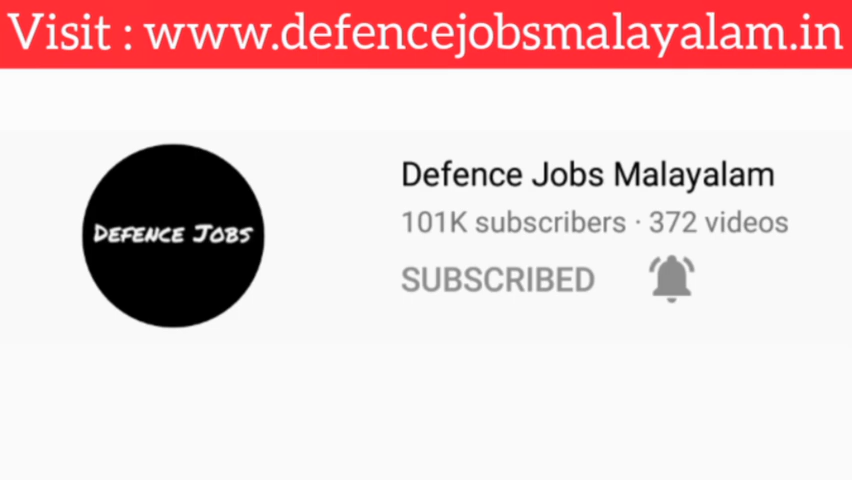 Visit : www.defencejobsmalayalam.in
DEFENCE JOBS
Defence Jobs Malayalam
101K subscribers · 372 videos
SUBSCRIBED